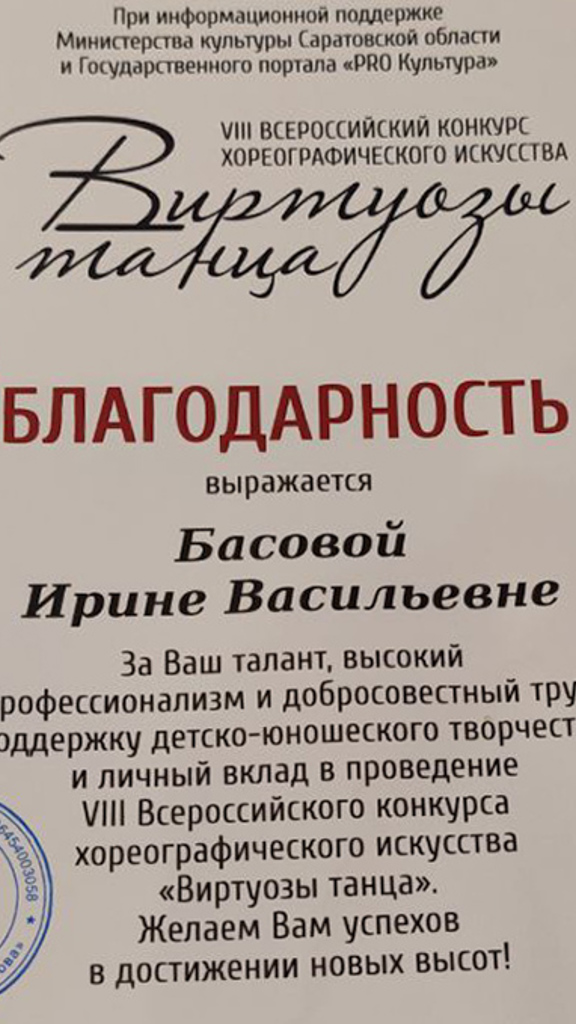 При информационной поддержке
Министерства культуры Саратовской области
и Государственного портала «PRO Культура»
VIII ВСЕРОССИЙСКИЙ КОНКУРС
ХОРЕОГРАФИЧЕСКОГО ИСКУССТВА
Виртуозы
танца
БЛАГОДАРНОСТЬ
выражается
Басовой
Ирине Васильевне
За Ваш талант, высокий
рофессионализм и добросовестный тру
оддержку детско-юношеского творчест
и личный вклад в проведение
VIII Всероссийского конкурса
хореографического искусства
«Виртуозы танца».
Желаем Вам успехов
в достижении новых высот!
6454003058 ★
ова»